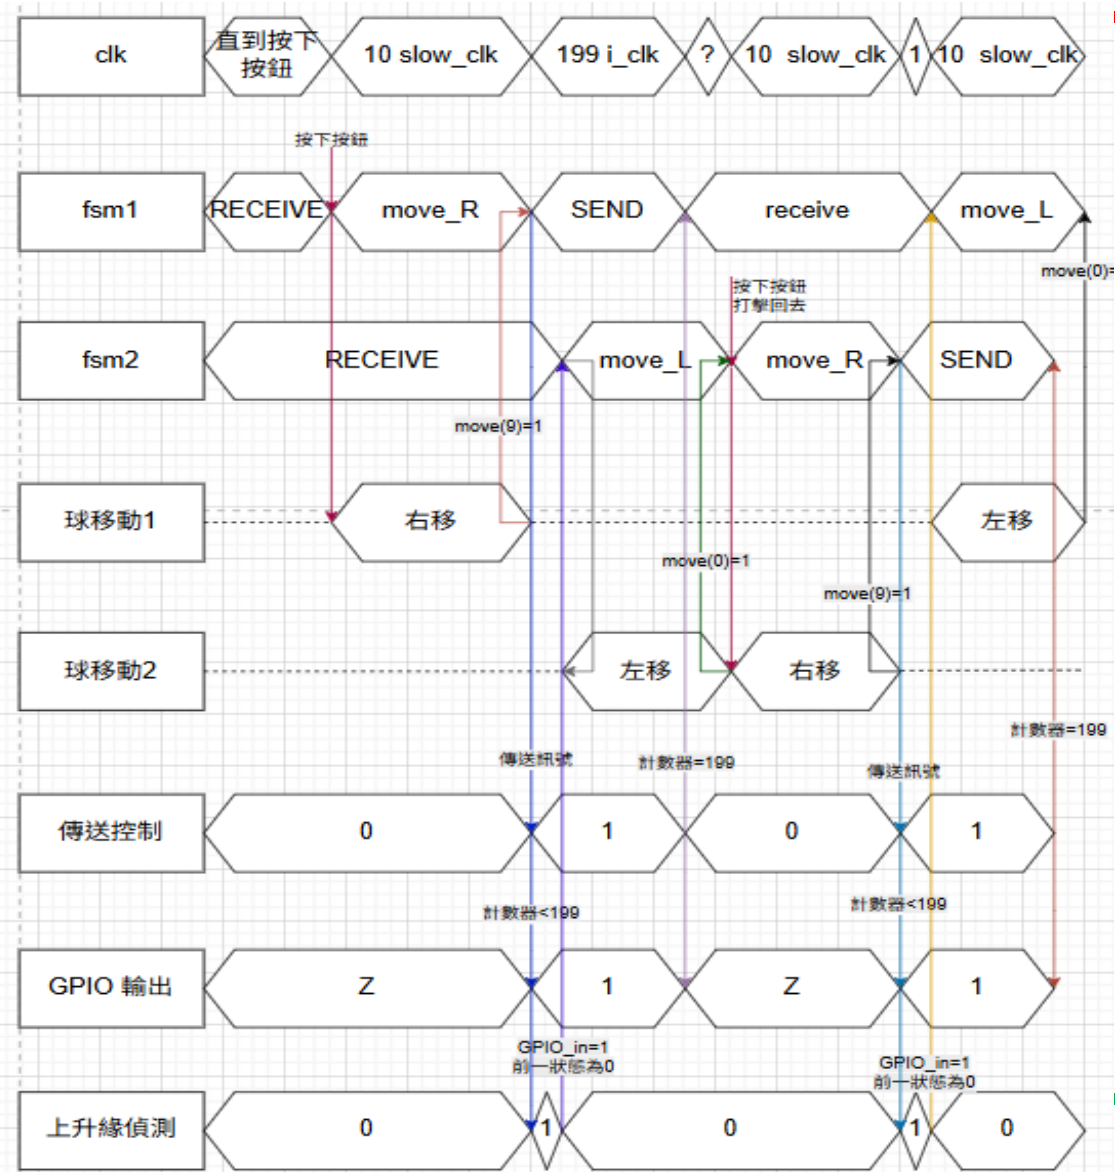 clk
直到按下
按鈕
10 slow_clk
199 i_clk
?
10 slow_clk
1
10 slow_clk
按下按鈕
fsm1
RECEIVE
move_R
SEND
receive
move_L
move(0)=
按下按鈕
打擊回去
fsm2
RECEIVE
move_L
move_R
SEND
move(9)=1
球移動1
右移
左移
move(0)=1
move(9)=1
球移動2
左移
右移
計數器=199
傳送訊號
計數器=199
傳送訊號
傳送控制
0
1
0
1
計數器<199
計數器<199
GPIO 輸出
Z
1
Z
1
GPIO_in=1
前一狀態為0
GPIO_in=1
前一狀態為0
上升緣偵測
0
1
0
1
0